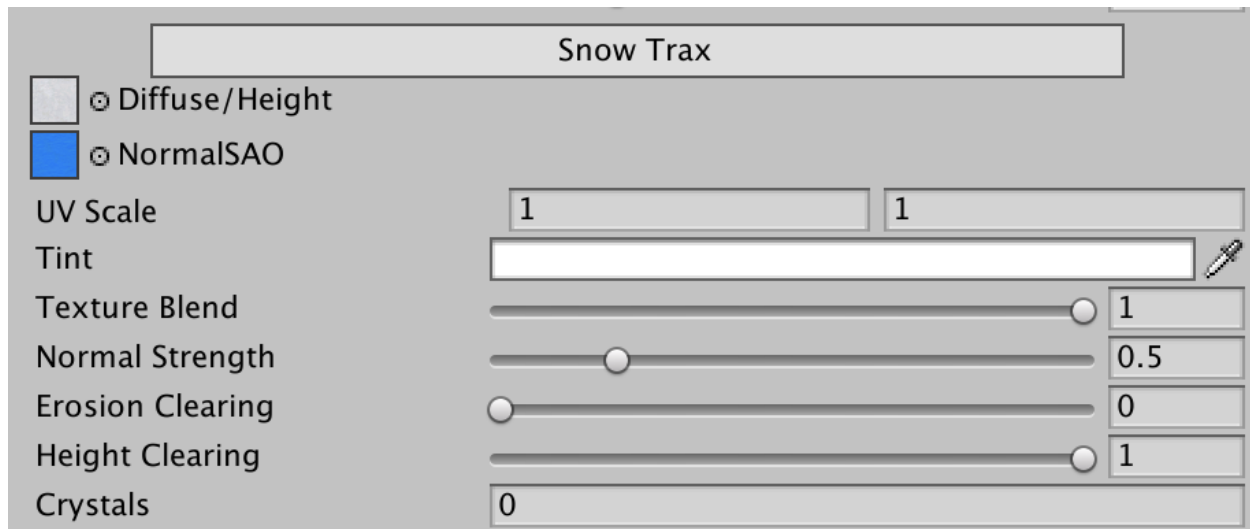 Snow Trax
Diffuse/Height
NormalSAO
UV Scale 1 1
Tint
Texture Blend 1
Normal Strength 0.5
Erosion Clearing 0
Height Clearing 1
Crystals 0